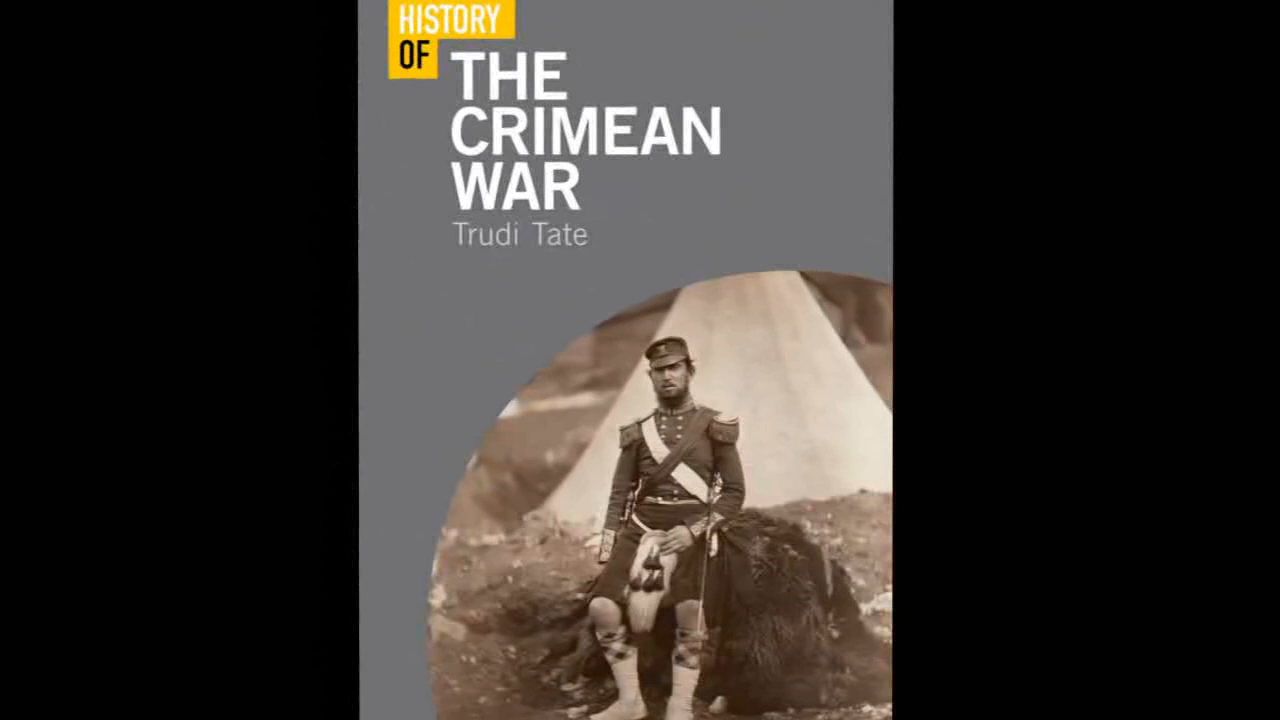 HISTORY
OF
THE
CRIMEAN
WAR
Trudi Tate